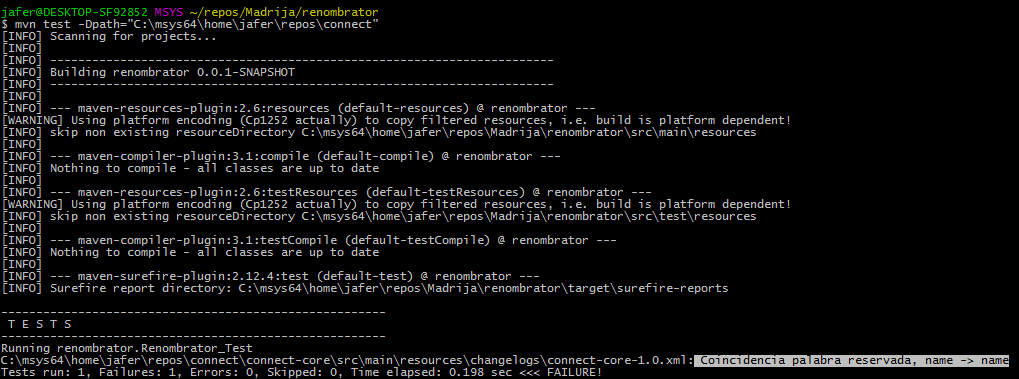 jafer@DESKTOP-SF92852 MSYS ~/repos/Madrija/renombrator
$ mvn test -Dpath="C:\msys64\home\jafer\repos\connect"
[INFO] Scanning for projects...
[INFO]
[INFO] ------------------------------------------------------------------------
[INFO] Building renombrator 0.0.1-SNAPSHOT
[INFO] ------------------------------------------------------------------------
[INFO]
[INFO] --- maven-resources-plugin:2.6:resources (default-resources) @ renombrator ---
[WARNING] Using platform encoding (Cp1252 actually) to copy filtered resources, i.e. build is platform dependent!
[INFO] skip non existing resourceDirectory C:\msys64\home\jafer\repos\Madrija\renombrator\src\main\resources
[INFO]
[INFO] --- maven-compiler-plugin:3.1:compile (default-compile) @ renombrator ---
[INFO] Nothing to compile - all classes are up to date
[INFO]
[INFO] --- maven-resources-plugin:2.6:testResources (default-testResources) @ renombrator ---
[WARNING] Using platform encoding (Cp1252 actually) to copy filtered resources, i.e. build is platform dependent!
[INFO] skip non existing resourceDirectory C:\msys64\home\jafer\repos\Madrija\renombrator\src\test\resources
[INFO]
[INFO] --- maven-compiler-plugin:3.1:testCompile (default-testCompile) @ renombrator ---
[INFO] Nothing to compile - all classes are up to date
[INFO]
[INFO] --- maven-surefire-plugin:2.12.4:test (default-test) @ renombrator ---
[INFO] Surefire report directory: C:\msys64\home\jafer\repos\Madrija\renombrator\target\surefire-reports
-------------------------------------------------------
T E S T S
-------------------------------------------------------
Running renombrator.Renombrator_Test
C:\msys64\home\jafer\repos\connect\connect-core\src\main\resources\changelogs\connect-core-1.0.xml: Coincidencia palabra reservada, name -> name
Tests run: 1, Failures: 1, Errors: 0, Skipped: 0, Time elapsed: 0.198 sec <<< FAILURE!